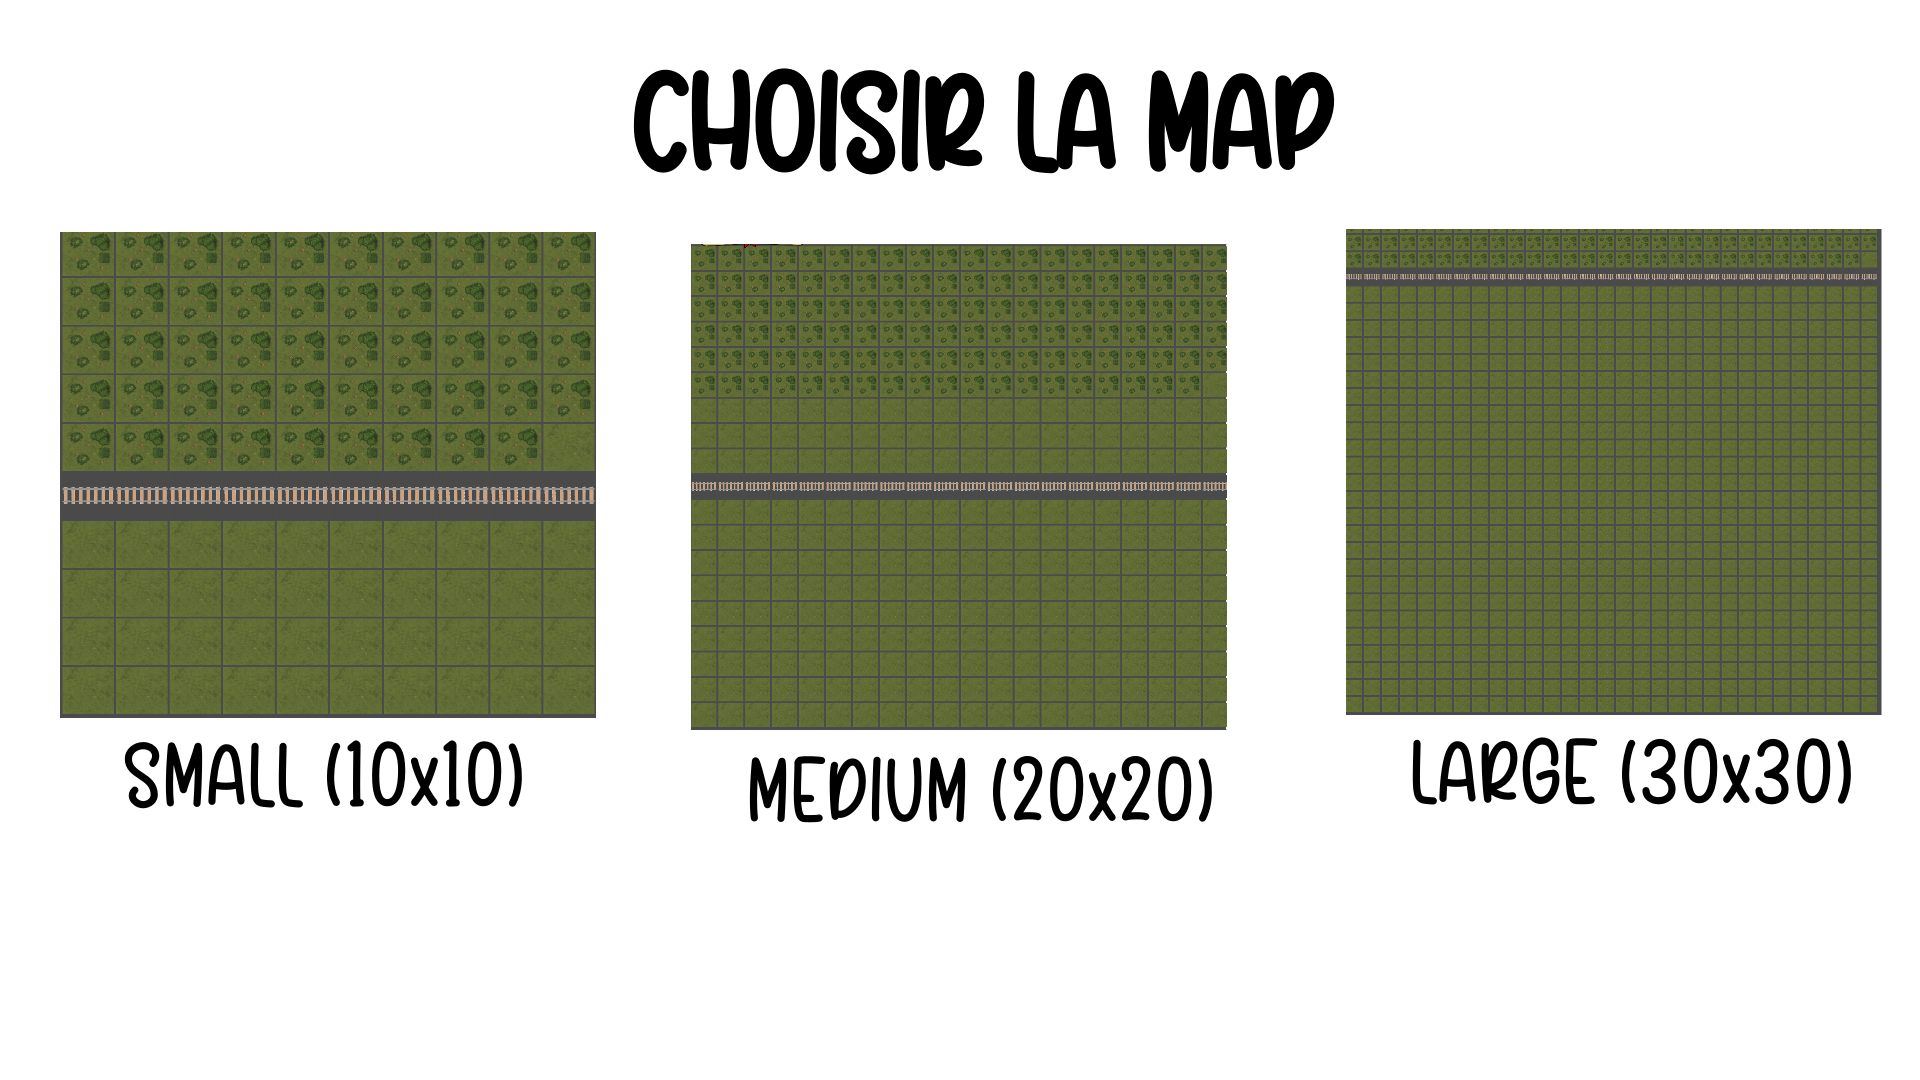 CHOISIR LA MAP
SMALL (10x10)
MEDIUM (20x20)
LARGE (30x30)